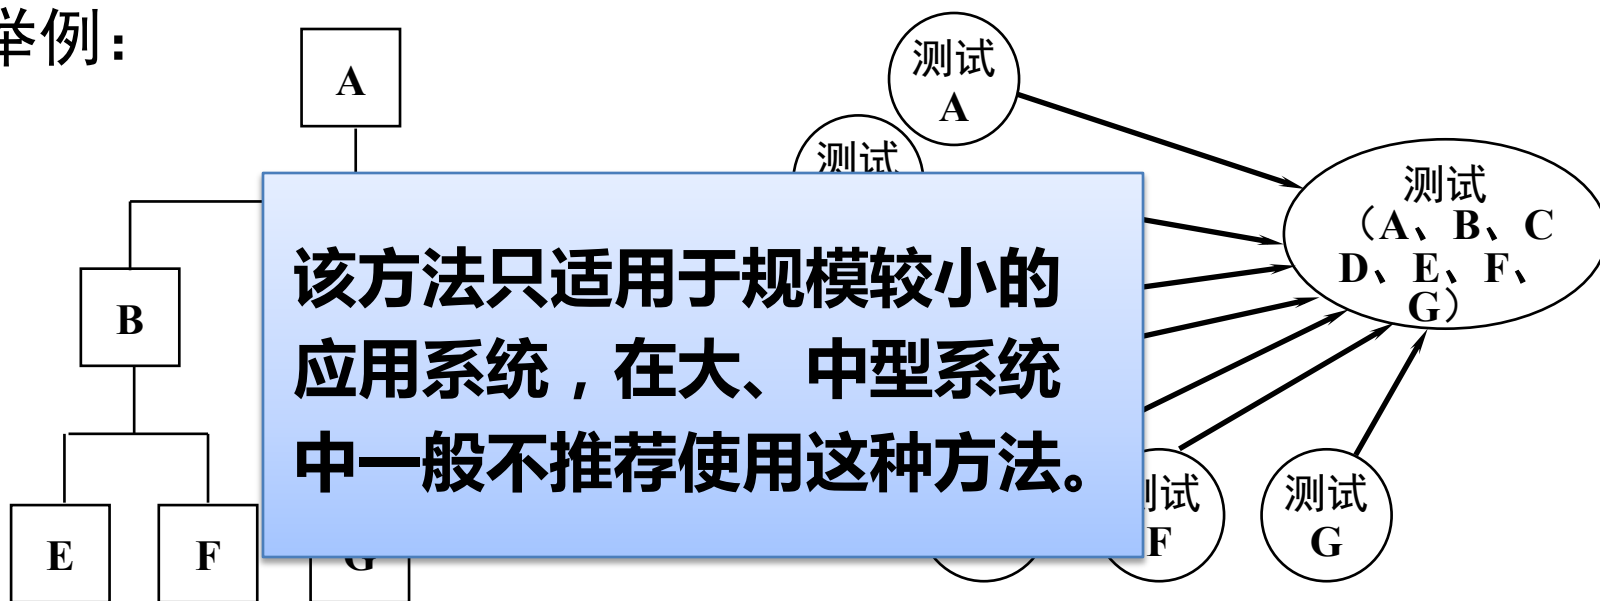 举例：
A
测试
A
测试
测试
（A、B、C
D、E、F、
G）
B
该方法只适用于规模较小的
应用系统，在大、中型系统
中一般不推荐使用这种方法。
E
F
G
测试
F
测试
G